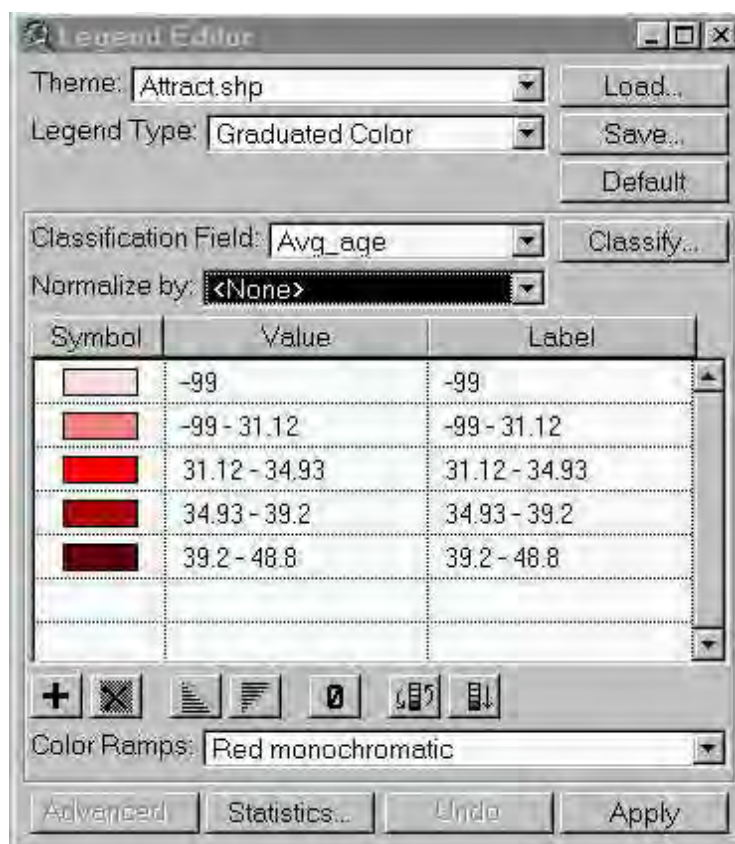 Legend Editor
Theme: Attract.shp Load...
Legend Type: Graduated Color Save...
Default
Classification Field: Avg_age Classify...
Normalize by: <None>
Symbol Value Label
-99 -99
-99 - 31.12 -99 - 31.12
31.12 - 34.93 31.12 - 34.93
34.93 - 39.2 34.93 - 39.2
39.2 - 48.8 39.2 - 48.8
Color Ramps: Red monochromatic
Advanced... Statistics... Undo Apply